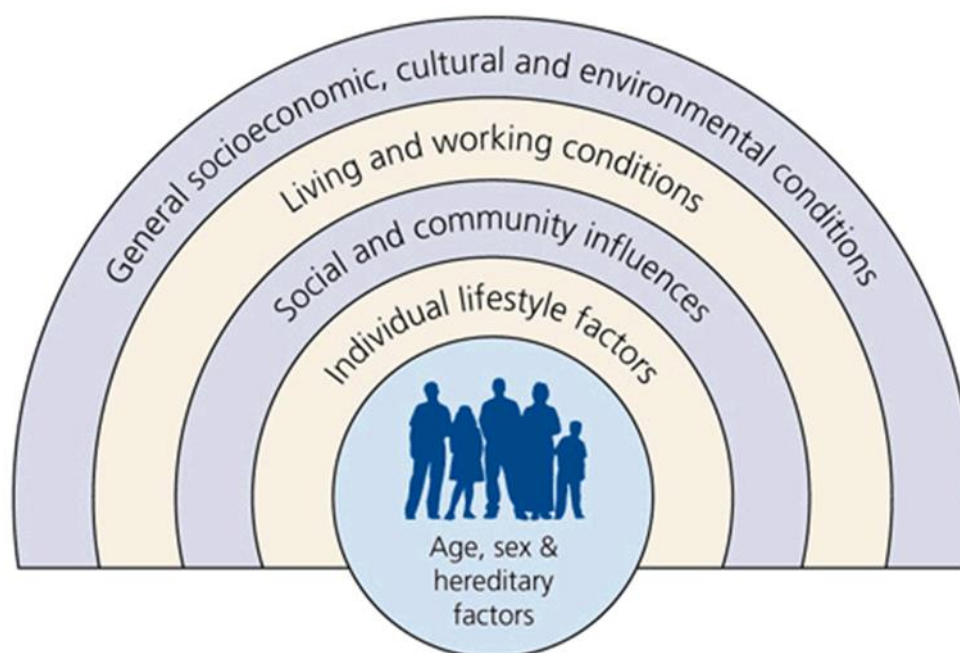 General socioeconomic, cultural and environmental conditions
Living and working conditions
Social and community influences
Individual lifestyle factors
Age, sex &
hereditary
factors